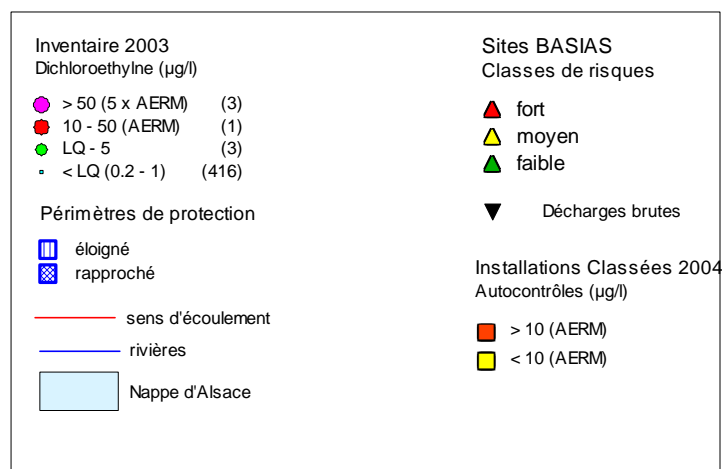 Inventaire 2003
Dichloroethylne (µg/l)
> 50 (5 x AERM) (3)
10 - 50 (AERM) (1)
LQ - 5 (3)
< LQ (0.2 - 1) (416)
Périmètres de protection
éloigné
rapproché
sens d'écoulement
rivières
Nappe d'Alsace
Sites BASIAS
Classes de risques
fort
moyen
faible
Décharges brutes
Installations Classées 2004
Autocontrôles (µg/l)
> 10 (AERM)
< 10 (AERM)